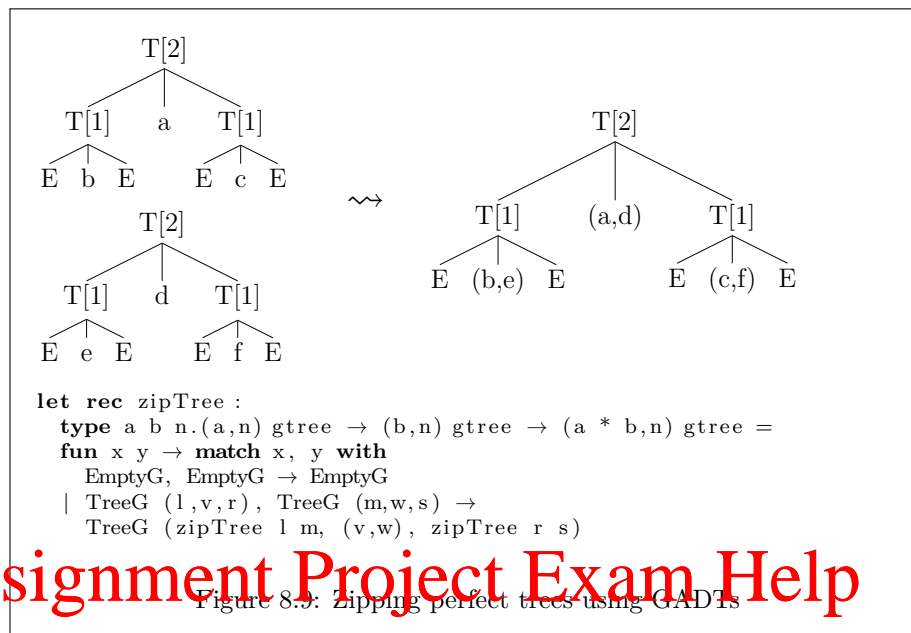 T[2]
T[1] a T[1]
E b E E c E
T[2]
T[1] d T[1]
E e E E f E
⇝
T[2]
T[1] (a,d) T[1]
E (b,e) E E (c,f) E
let rec zipTree :
type a b n.(a,n) gtree → (b,n) gtree → (a * b,n) gtree =
fun x y → match x, y with
EmptyG, EmptyG → EmptyG
| TreeG (l,v,r), TreeG (m,w,s) →
TreeG (zipTree l m, (v,w), zipTree r s)
signment Project Exam Help
Figure 8.9: Zipping perfect trees using GADTs